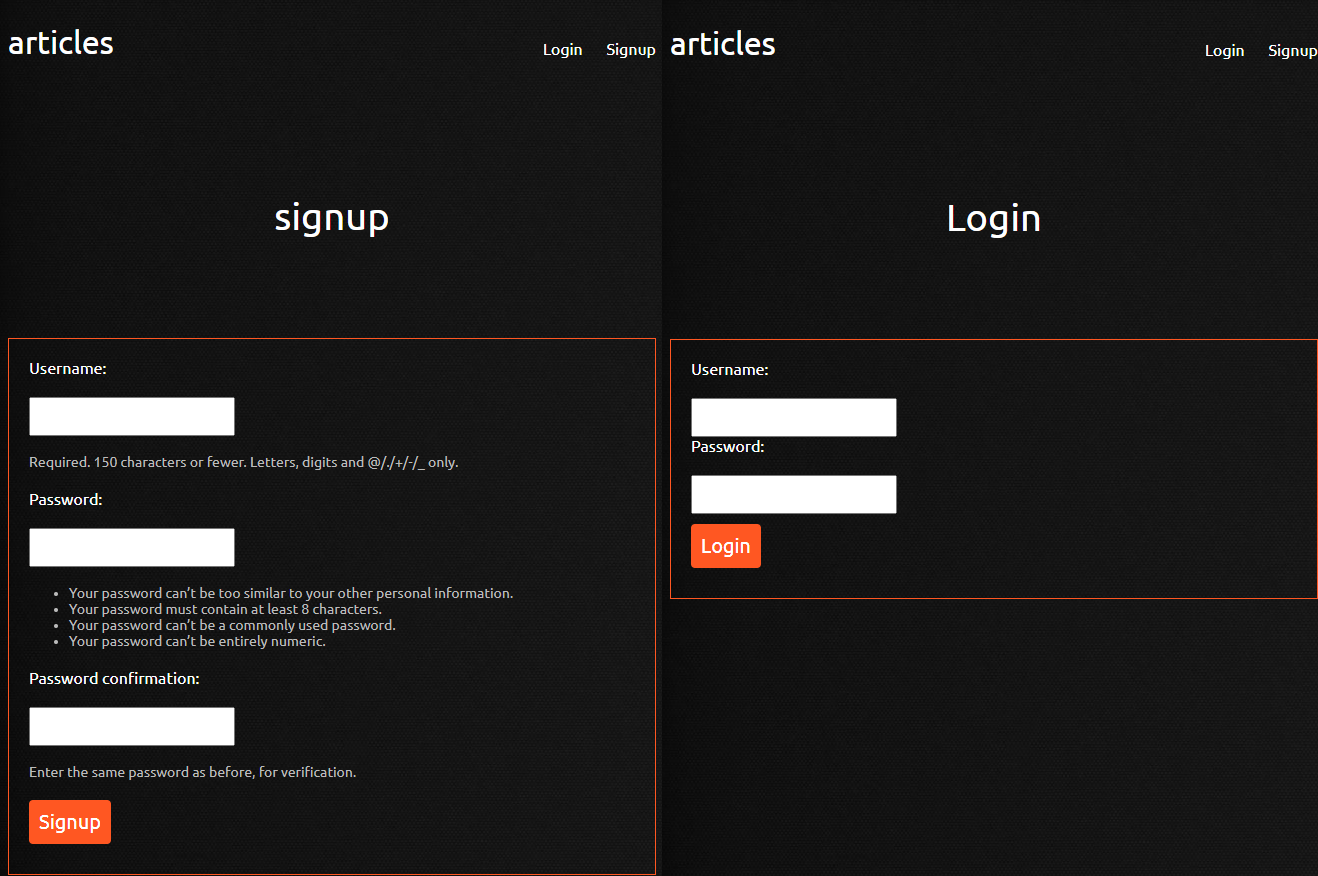 articles
Login Signup
signup
Username:
Required. 150 characters or fewer. Letters, digits and @/./+/-/_ only.
Password:
Your password can’t be too similar to your other personal information.
Your password must contain at least 8 characters.
Your password can’t be a commonly used password.
Your password can’t be entirely numeric.
Password confirmation:
Enter the same password as before, for verification.
Signup
articles
Login Signup
Login
Username:
Password:
Login